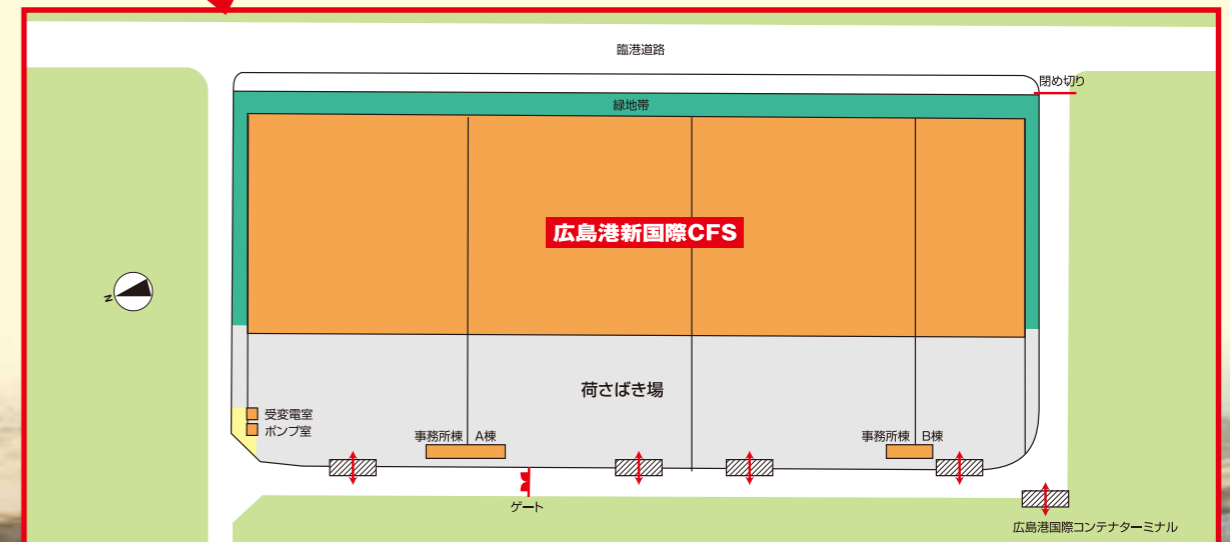 臨港道路
閉め切り
緑地帯
広島港新国際CFS
N
荷さばき場
受変電室
ポンプ室
事務所棟 A棟
事務所棟 B棟
ゲート
広島港国際コンテナターミナル